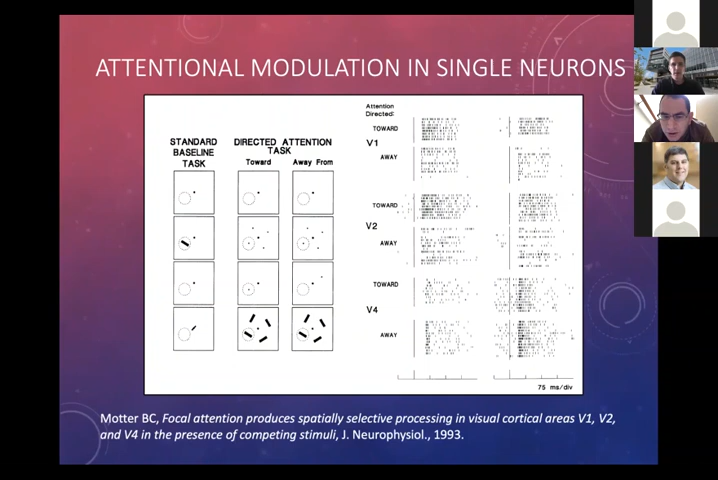 ATTENTIONAL MODULATION IN SINGLE NEURONS
STANDARD
BASELINE
TASK
DIRECTED ATTENTION
TASK
Toward Away From
Attention
Directed:
TOWARD
V1
AWAY
TOWARD
V2
AWAY
TOWARD
V4
AWAY
75 ms/div
Motter BC, Focal attention produces spatially selective processing in visual cortical areas V1, V2,
and V4 in the presence of competing stimuli, J. Neurophysiol., 1993.